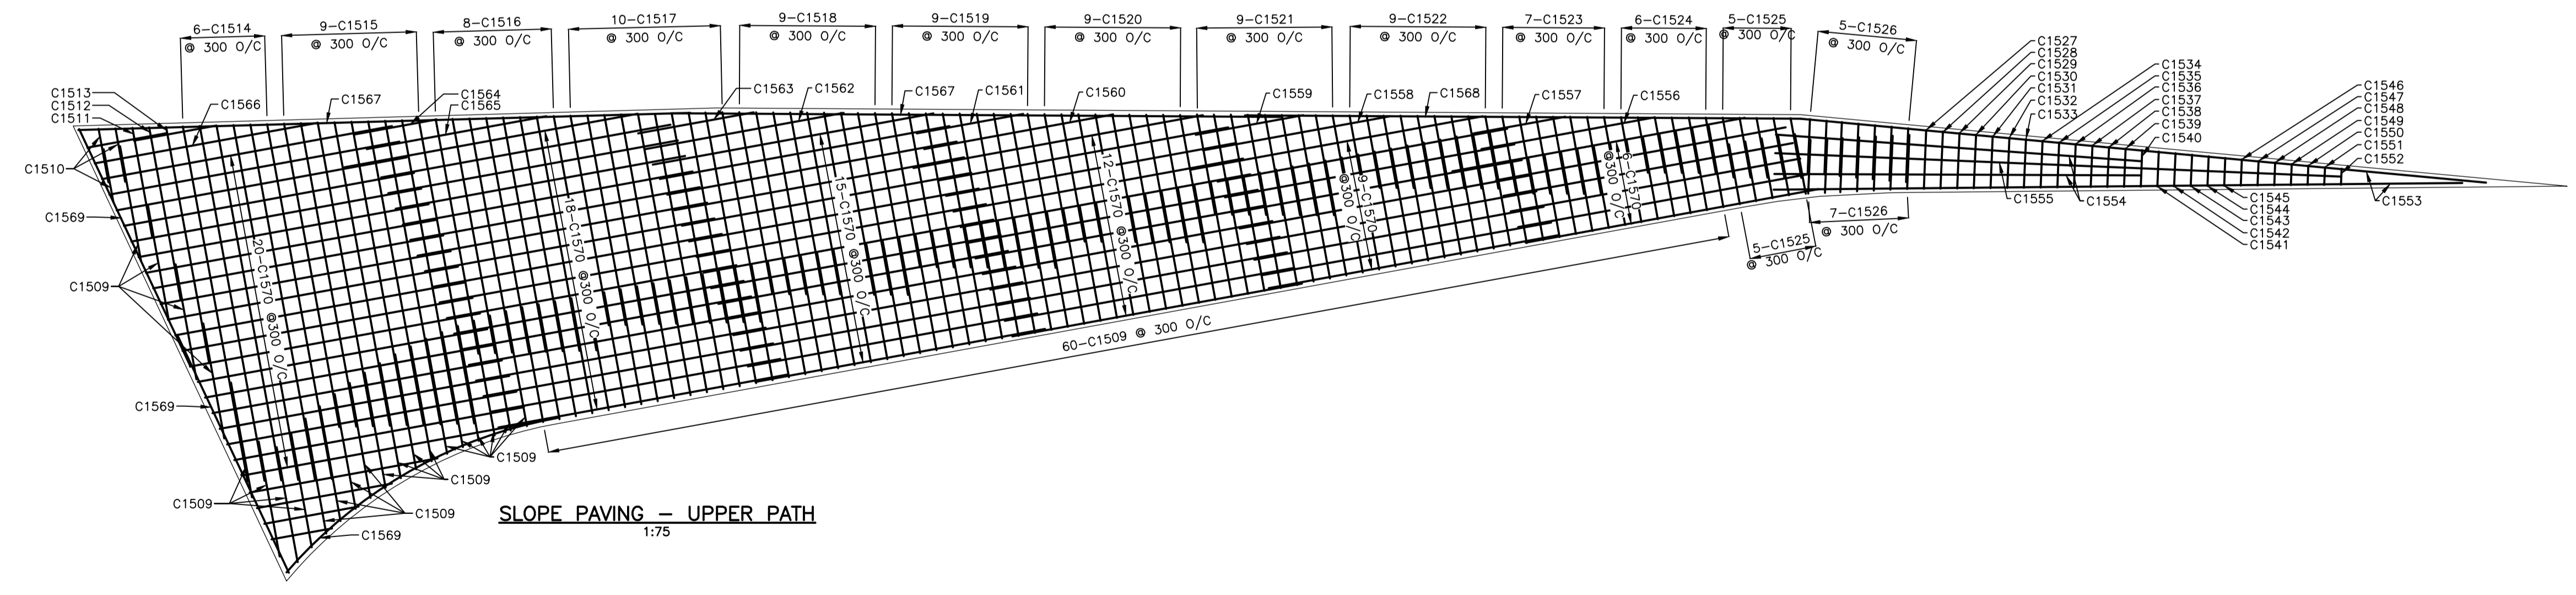 6-C1514
@ 300 O/C
9-C1515
@ 300 O/C
8-C1516
@ 300 O/C
10-C1517
@ 300 O/C
9-C1518
@ 300 O/C
9-C1519
@ 300 O/C
9-C1520
@ 300 O/C
9-C1521
@ 300 O/C
9-C1522
@ 300 O/C
7-C1523
@ 300 O/C
6-C1524
@ 300 O/C
5-C1525
@ 300 O/C
5-C1526
@ 300 O/C
C1527
C1528
C1529
C1530
C1531
C1532
C1533
C1534
C1535
C1536
C1537
C1538
C1539
C1540
C1546
C1547
C1548
C1549
C1550
C1551
C1552
C1513
C1512
C1511
C1566
C1567
C1564
C1565
C1563
C1562
C1567
C1561
C1560
C1559
C1558
C1568
C1557
C1556
C1510
C1569
C1509
C1569
C1509
20-C1570 @300 O/C
18-C1570 @300 O/C
15-C1570 @300 O/C
12-C1570 @300 O/C
9-C1570
@300 O/C
6-C1570
@300 O/C
C1555
C1554
C1553
C1545
C1544
C1543
C1542
C1541
7-C1526
@ 300 O/C
5-C1525
@ 300 O/C
60-C1509 @ 300 O/C
C1509
C1509
C1509
C1569
SLOPE PAVING – UPPER PATH
1:75